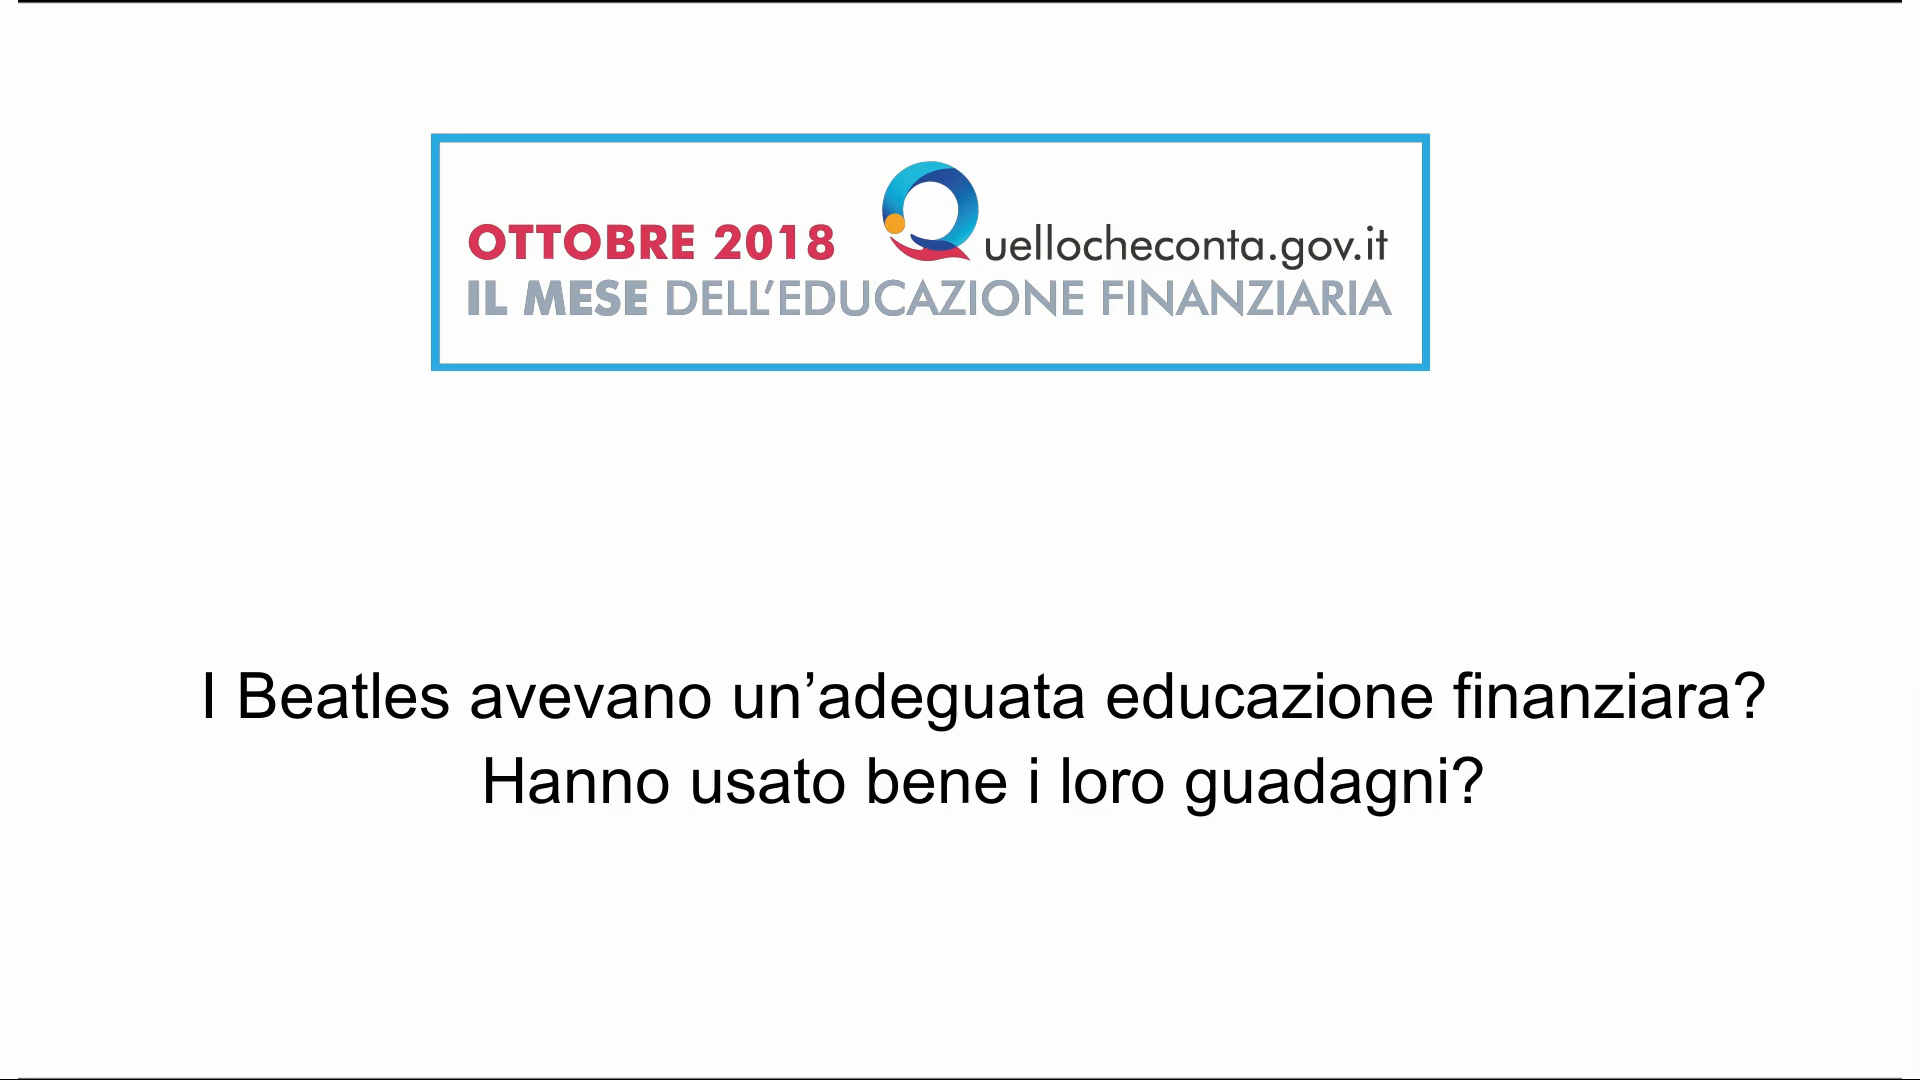 OTTOBRE 2018 Quellocheconta.gov.it
IL MESE DELL'EDUCAZIONE FINANZIARIA
I Beatles avevano un’adeguata educazione finanziara?
Hanno usato bene i loro guadagni?